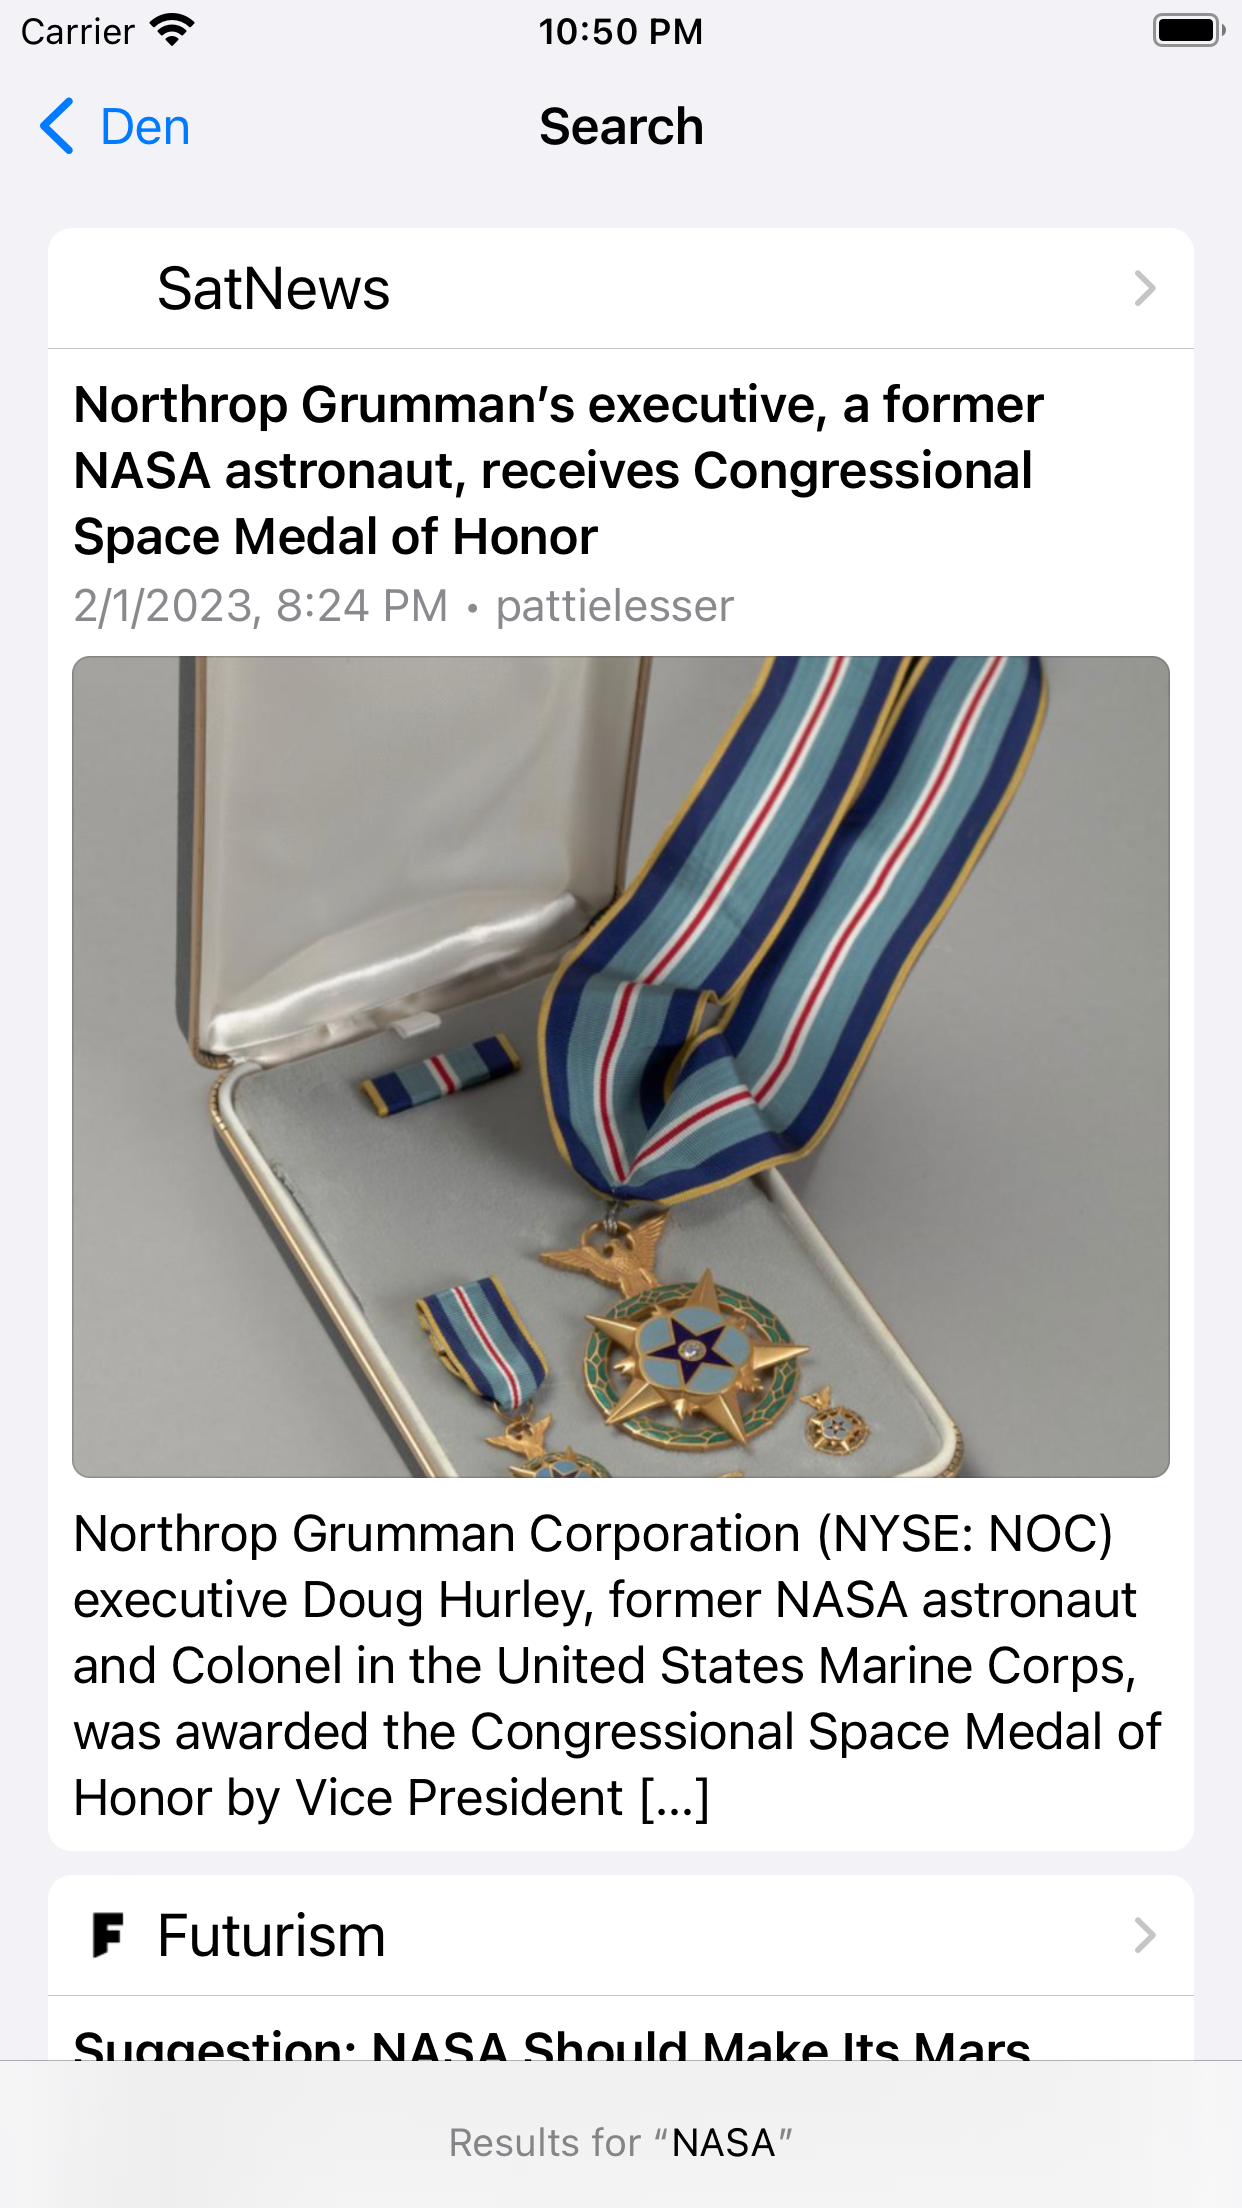 Carrier
10:50 PM
Den
Search
SatNews
Northrop Grumman’s executive, a former
NASA astronaut, receives Congressional
Space Medal of Honor
2/1/2023, 8:24 PM • pattielesser
Northrop Grumman Corporation (NYSE: NOC)
executive Doug Hurley, former NASA astronaut
and Colonel in the United States Marine Corps,
was awarded the Congressional Space Medal of
Honor by Vice President [...]
F Futurism
Suggestion: NASA Should Make Its Mars
Results for “NASA”